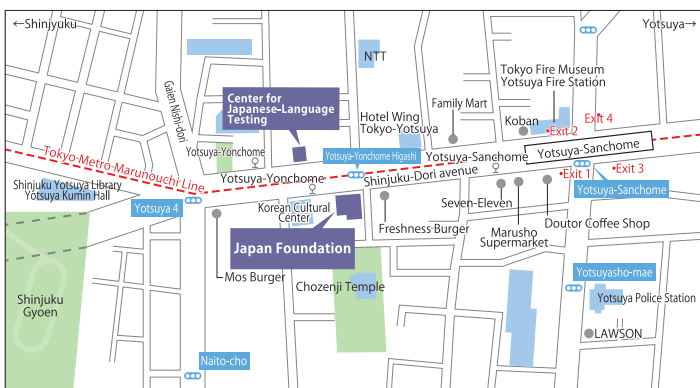 ←Shinjyuku
Yotsuya→
NTT
Tokyo Fire Museum
Yotsuya Fire Station
Gaien Nishi-dori
Center for
Japanese-Language
Testing
Family Mart
Hotel Wing
Tokyo-Yotsuya
Koban
Exit 2
Exit 4
Yotsuya-Sanchome
Yotsuya-Yonchome
Yotsuya-Yonchome Higashi
Yotsuya-Sanchome
Tokyo-Metro-Marunouchi Line
Yotsuya-Yonchome
Shinjuku-Dori avenue
Exit 1
Exit 3
Shinjuku Yotsuya Library
Yotsuya Kumin Hall
Yotsuya-Sanchome
Yotsuya 4
Korean Cultural
Center
Seven-Eleven
Freshness-Burger
Marusho
Supermarket
Doutor Coffee Shop
Japan Foundation
Mos Burger
Chozenji Temple
Yotsuyasho-mae
Shinjuku
Gyoen
Yotsuya Police Station
LAWSON
Naito-cho